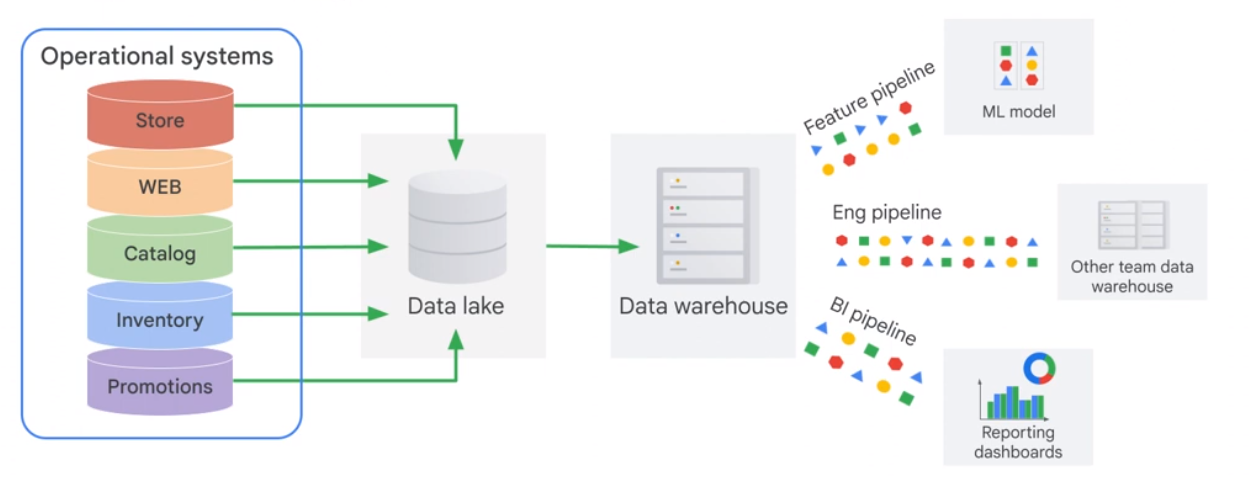 Operational systems
Store
WEB
Catalog
Inventory
Promotions
Data lake
Data warehouse
Feature pipeline
ML model
Eng pipeline
Other team data
warehouse
BI pipeline
Reporting
dashboards